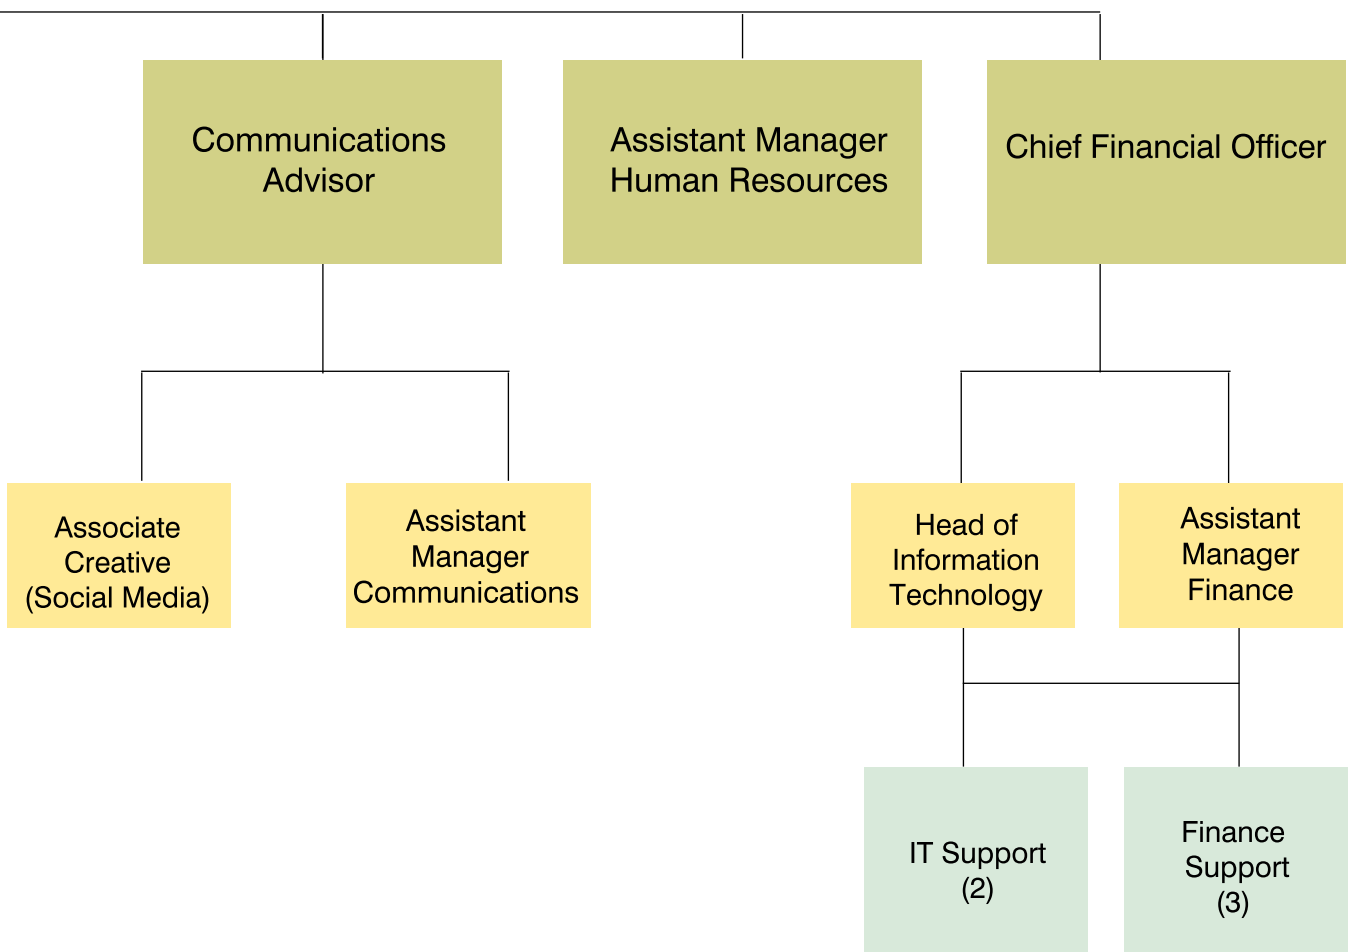 Communications
Advisor
Assistant Manager
Human Resources
Chief Financial Officer
Associate
Creative
(Social Media)
Assistant
Manager
Communications
Head of
Information
Technology
Assistant
Manager
Finance
IT Support
(2)
Finance
Support
(3)